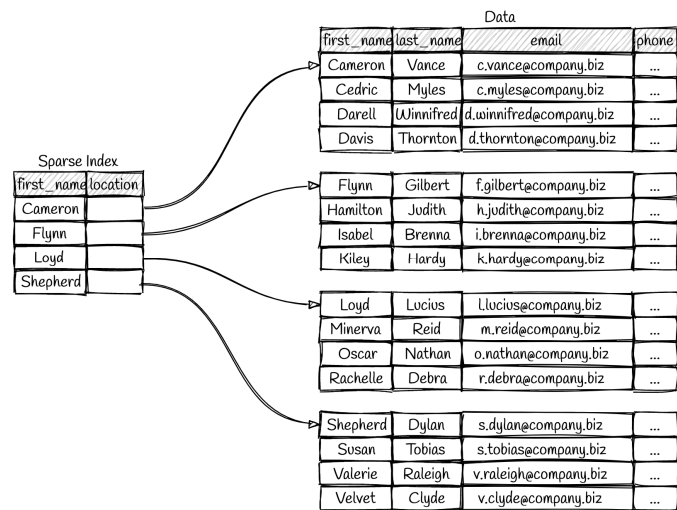 Data
first_name last_name email phone
Cameron Vance c.vance@company.biz ...
Cedric Myles c.myles@company.biz ...
Darell Winnifred d.winnifred@company.biz ...
Davis Thornton d.thornton@company.biz ...
Flynn Gilbert f.gilbert@company.biz ...
Hamilton Judith h.judith@company.biz ...
Isabel Brenna i.brenna@company.biz ...
Kiley Hardy k.hardy@company.biz ...
Loyd Lucius l.lucius@company.biz ...
Minerva Reid m.reid@company.biz ...
Oscar Nathan o.nathan@company.biz ...
Rachelle Debra r.debra@company.biz ...
Shepherd Dylan s.dylan@company.biz ...
Susan Tobias s.tobias@company.biz ...
Valerie Raleigh v.raleigh@company.biz ...
Velvet Clyde v.clyde@company.biz ...
Sparse Index
first_name location
Cameron
Flynn
Loyd
Shepherd